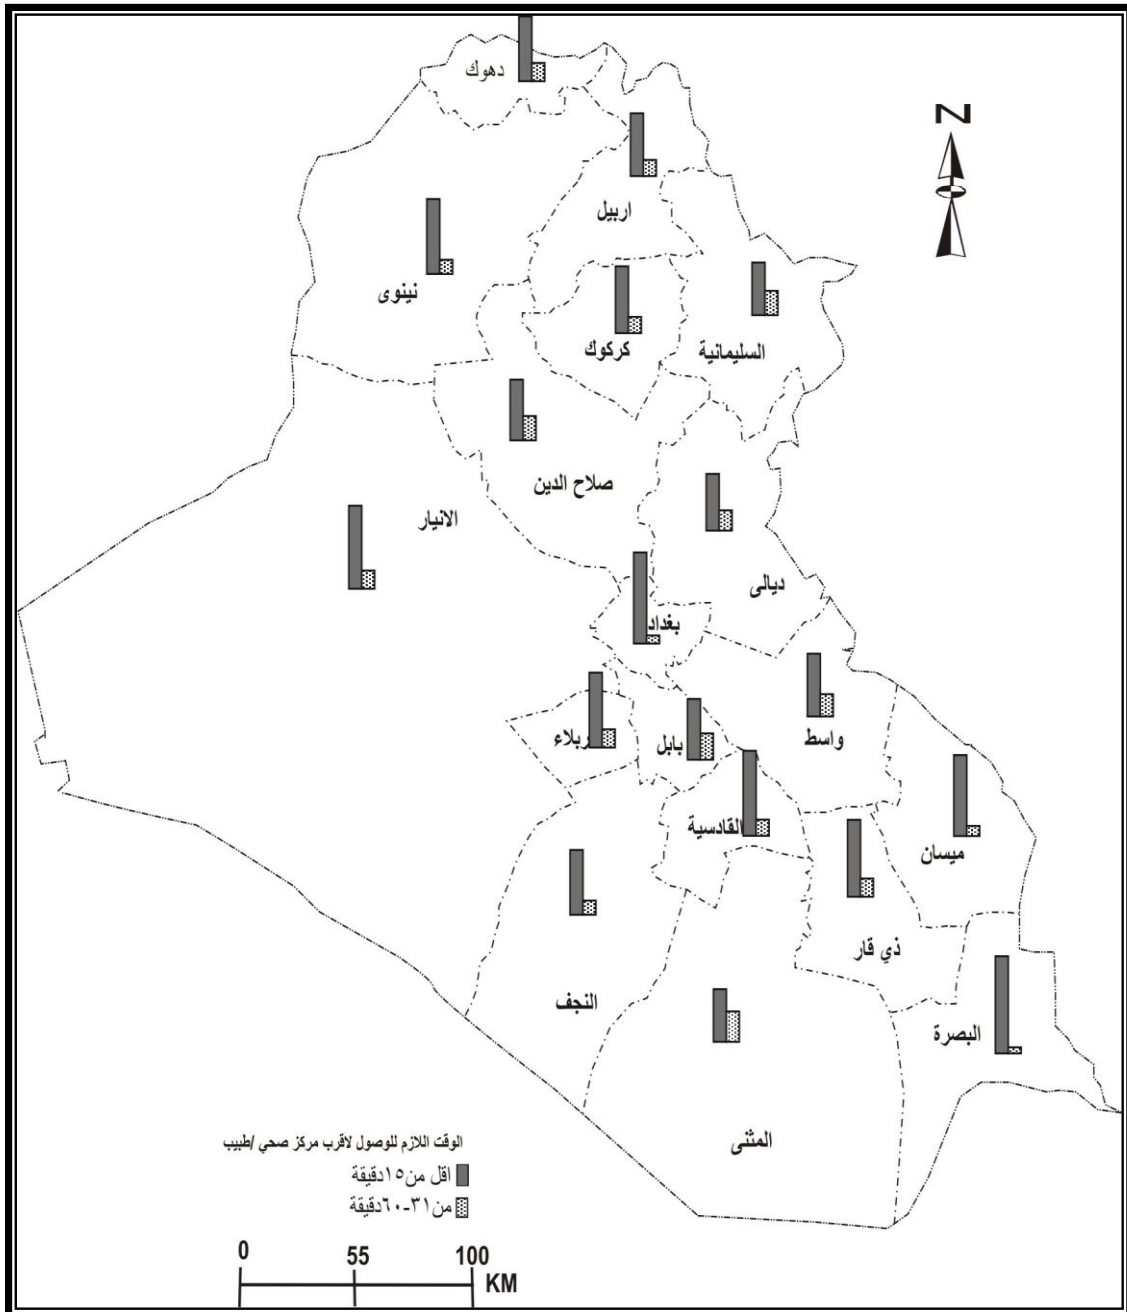 دهوك
N
اربيل
نينوى
كركوك
السليمانية
صلاح الدين
الانبار
ديالى
بغداد
ربلاء
بابل
واسط
القادسية
ميسان
ذي قار
النجف
البصرة
المثنى
الوقت اللازم للوصول لاقرب مركز صحي /طبيب
اقل من١٥دقيقة
من٣١-٦٠دقيقة
0 55 100
KM